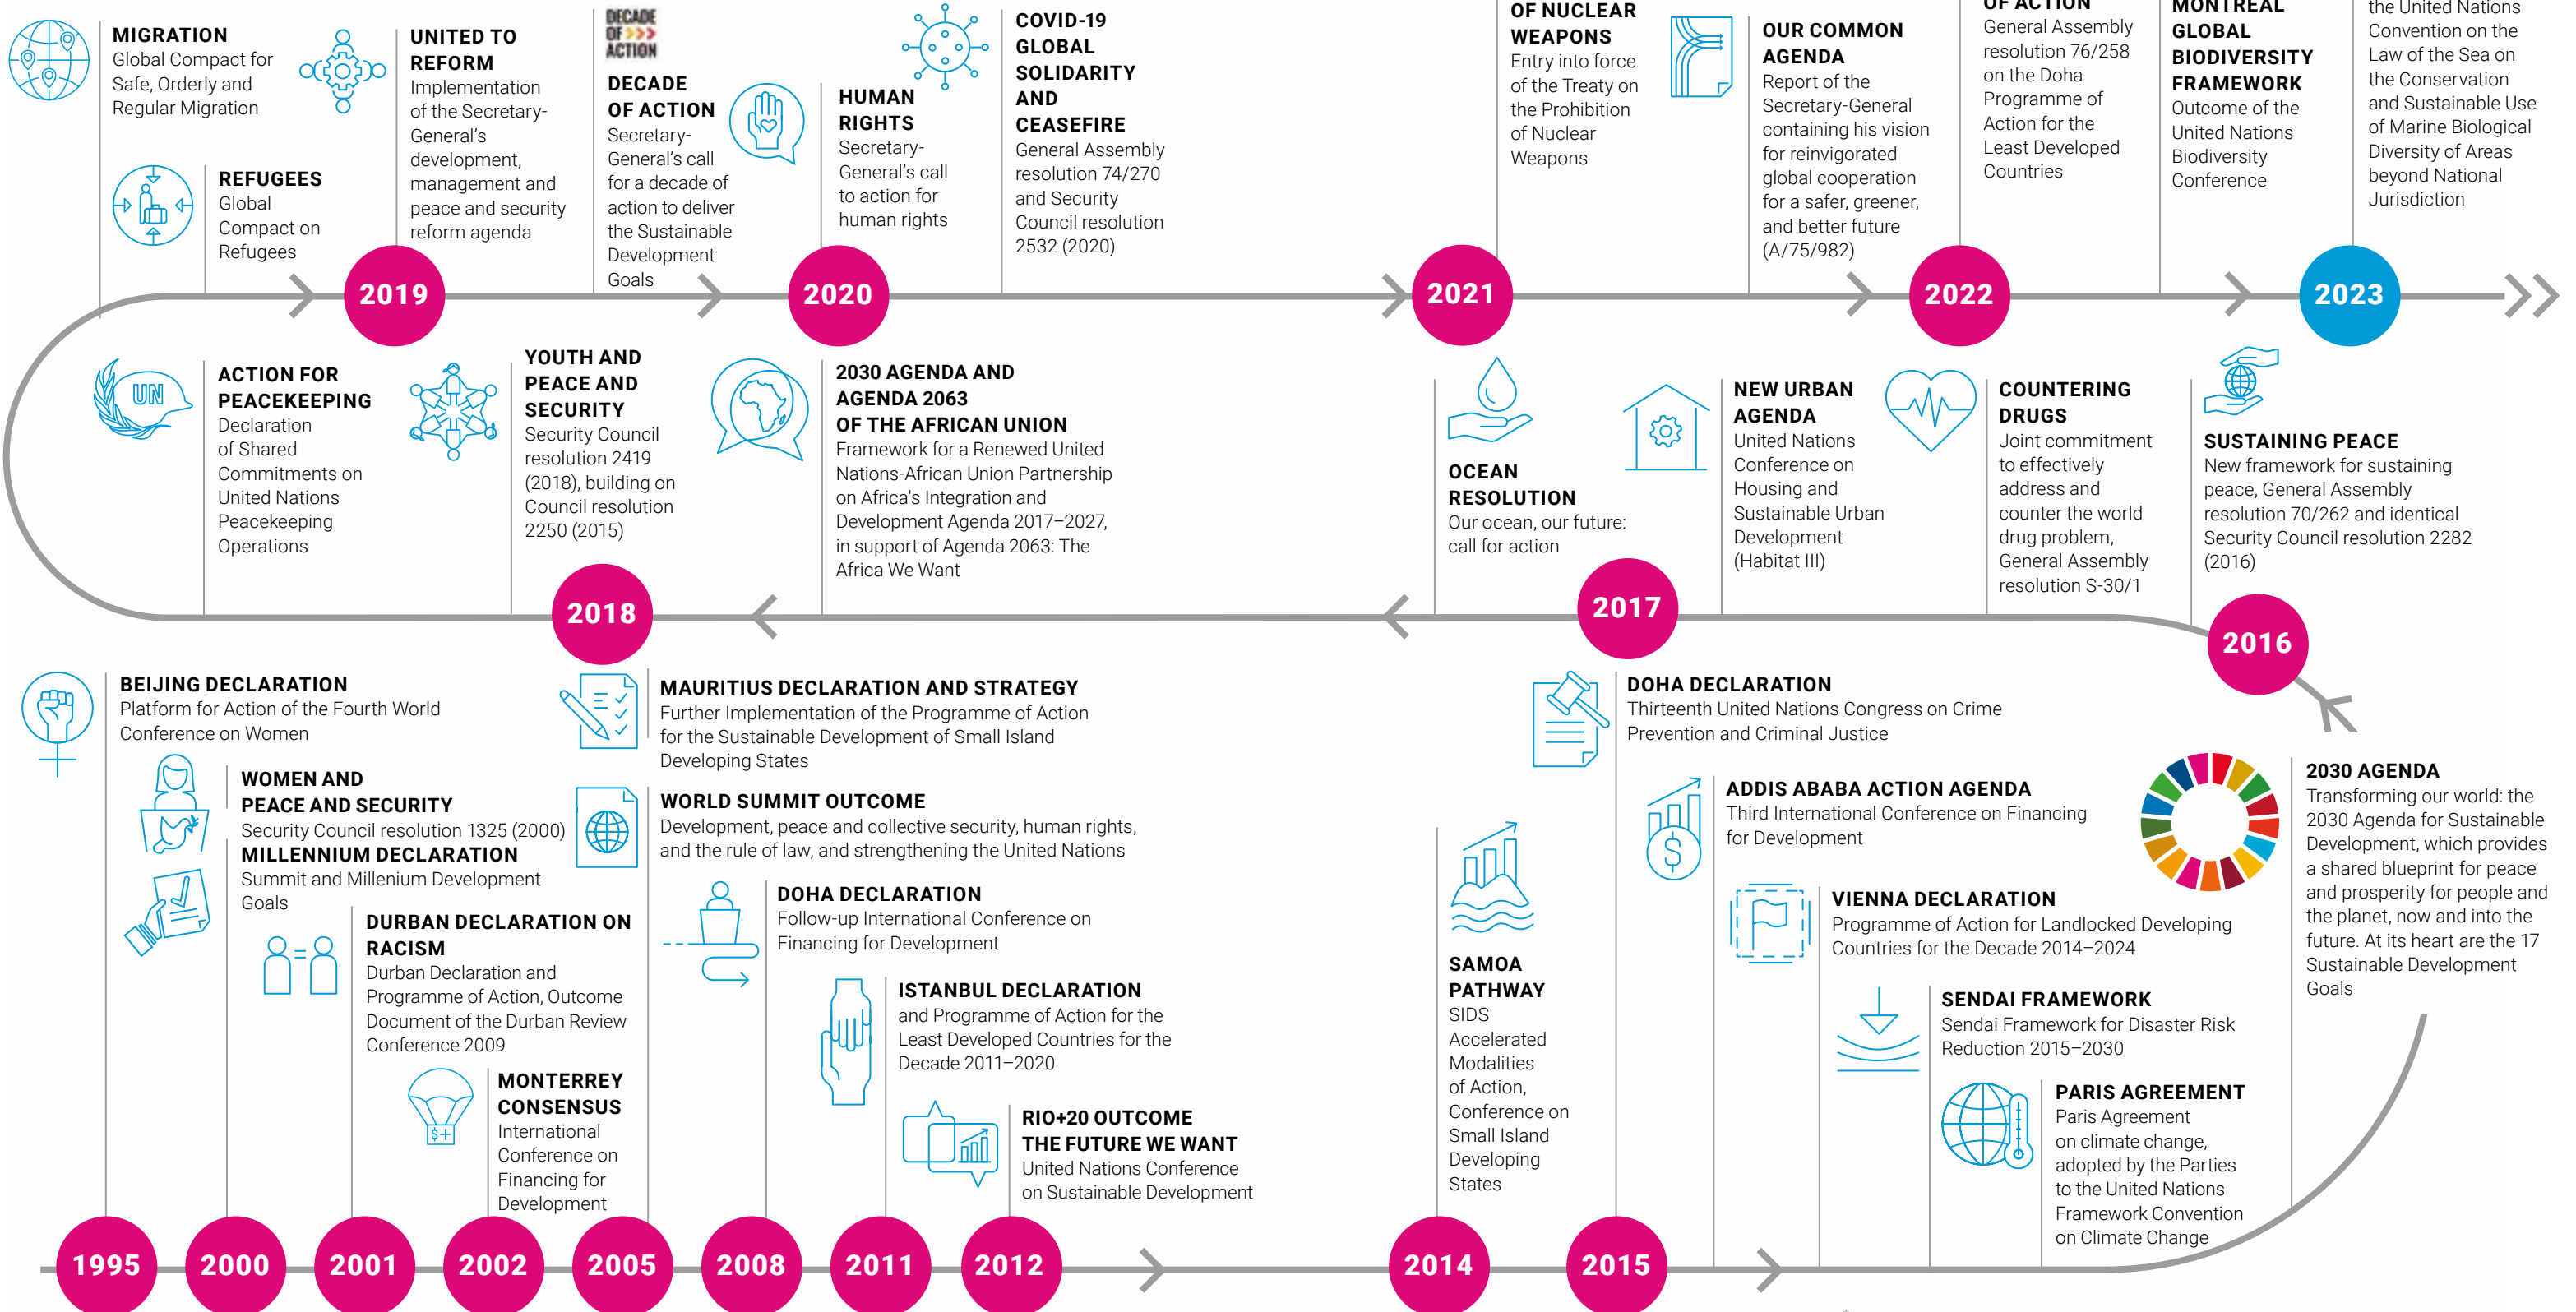 MIGRATION
Global Compact for
Safe, Orderly and
Regular Migration
REFUGEES
Global
Compact on
Refugees
UNITED TO
REFORM
Implementation
of the Secretary-
General's
development,
management and
peace and security
reform agenda
DECADE
OF >>>
ACTION
DECADE
OF ACTION
Secretary-
General's call
for a decade of
action to deliver
the Sustainable
Development
Goals
HUMAN
RIGHTS
Secretary-
General's call
to action for
human rights
COVID-19
GLOBAL
SOLIDARITY
AND
CEASEFIRE
General Assembly
resolution 74/270
and Security
Council resolution
2532 (2020)
OF NUCLEAR
WEAPONS
Entry into force
of the Treaty on
the Prohibition
of Nuclear
Weapons
OUR COMMON
AGENDA
Report of the
Secretary-General
containing his vision
for reinvigorated
global cooperation
for a safer, greener,
and better future
(A/75/982)
OF ACTION
General Assembly
resolution 76/258
on the Doha
Programme of
Action for the
Least Developed
Countries
MONTREAL
GLOBAL
BIODIVERSITY
FRAMEWORK
Outcome of the
United Nations
Biodiversity
Conference
the United Nations
Convention on the
Law of the Sea on
the Conservation
and Sustainable Use
of Marine Biological
Diversity of Areas
beyond National
Jurisdiction
2019
2020
2021
2022
2023
UN
ACTION FOR
PEACEKEEPING
Declaration
of Shared
Commitments on
United Nations
Peacekeeping
Operations
YOUTH AND
PEACE AND
SECURITY
Security Council
resolution 2419
(2018), building on
Council resolution
2250 (2015)
2030 AGENDA AND
AGENDA 2063
OF THE AFRICAN UNION
Framework for a Renewed United
Nations-African Union Partnership
on Africa's Integration and
Development Agenda 2017–2027,
in support of Agenda 2063: The
Africa We Want
OCEAN
RESOLUTION
Our ocean, our future:
call for action
NEW URBAN
AGENDA
United Nations
Conference on
Housing and
Sustainable Urban
Development
(Habitat III)
COUNTERING
DRUGS
Joint commitment
to effectively
address and
counter the world
drug problem,
General Assembly
resolution S-30/1
SUSTAINING PEACE
New framework for sustaining
peace, General Assembly
resolution 70/262 and identical
Security Council resolution 2282
(2016)
2018
2017
2016
BEIJING DECLARATION
Platform for Action of the Fourth World
Conference on Women
WOMEN AND
PEACE AND SECURITY
Security Council resolution 1325 (2000)
MILLENNIUM DECLARATION
Summit and Millenium Development
Goals
DURBAN DECLARATION ON
RACISM
Durban Declaration and
Programme of Action, Outcome
Document of the Durban Review
Conference 2009
$+
MONTERREY
CONSENSUS
International
Conference on
Financing for
Development
MAURITIUS DECLARATION AND STRATEGY
Further Implementation of the Programme of Action
for the Sustainable Development of Small Island
Developing States
WORLD SUMMIT OUTCOME
Development, peace and collective security, human rights,
and the rule of law, and strengthening the United Nations
DOHA DECLARATION
Follow-up International Conference on
Financing for Development
ISTANBUL DECLARATION
and Programme of Action for the
Least Developed Countries for the
Decade 2011–2020
RIO+20 OUTCOME
THE FUTURE WE WANT
United Nations Conference
on Sustainable Development
SAMOA
PATHWAY
SIDS
Accelerated
Modalities
of Action,
Conference on
Small Island
Developing
States
DOHA DECLARATION
Thirteenth United Nations Congress on Crime
Prevention and Criminal Justice
$
ADDIS ABABA ACTION AGENDA
Third International Conference on Financing
for Development
VIENNA DECLARATION
Programme of Action for Landlocked Developing
Countries for the Decade 2014–2024
SENDAI FRAMEWORK
Sendai Framework for Disaster Risk
Reduction 2015–2030
PARIS AGREEMENT
Paris Agreement
on climate change,
adopted by the Parties
to the United Nations
Framework Convention
on Climate Change
2030 AGENDA
Transforming our world: the
2030 Agenda for Sustainable
Development, which provides
a shared blueprint for peace
and prosperity for people and
the planet, now and into the
future. At its heart are the 17
Sustainable Development
Goals
1995
2000
2001
2002
2005
2008
2011
2012
2014
2015